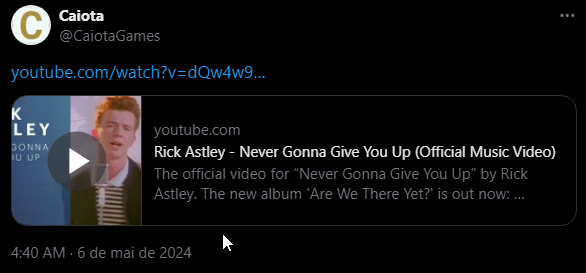 Caiota
@CaiotaGames
youtube.com/watch?v=dQw4w9...
K
LEY
GONNA
OU UP
youtube.com
Rick Astley - Never Gonna Give You Up (Official Music Video)
The official video for “Never Gonna Give You Up” by Rick
Astley. The new album 'Are We There Yet?' is out now: ...
4:40 AM · 6 de mai de 2024